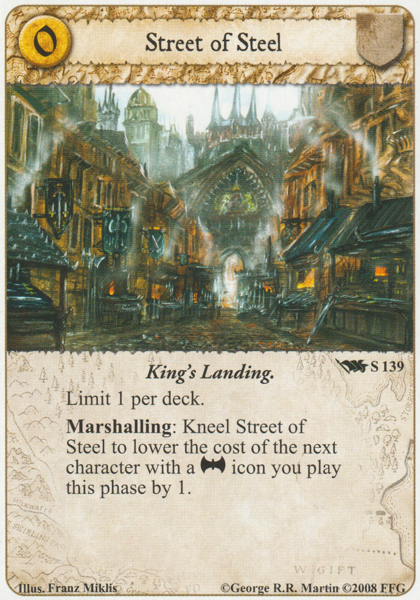 0
Street of Steel
King's Landing.
S 139
Limit 1 per deck.
Marshalling: Kneel Street of
Steel to lower the cost of the next
character with a icon you play
this phase by 1.
W GIFT
Illus. Franz Miklis
©George R.R. Martin ©2008 FFG